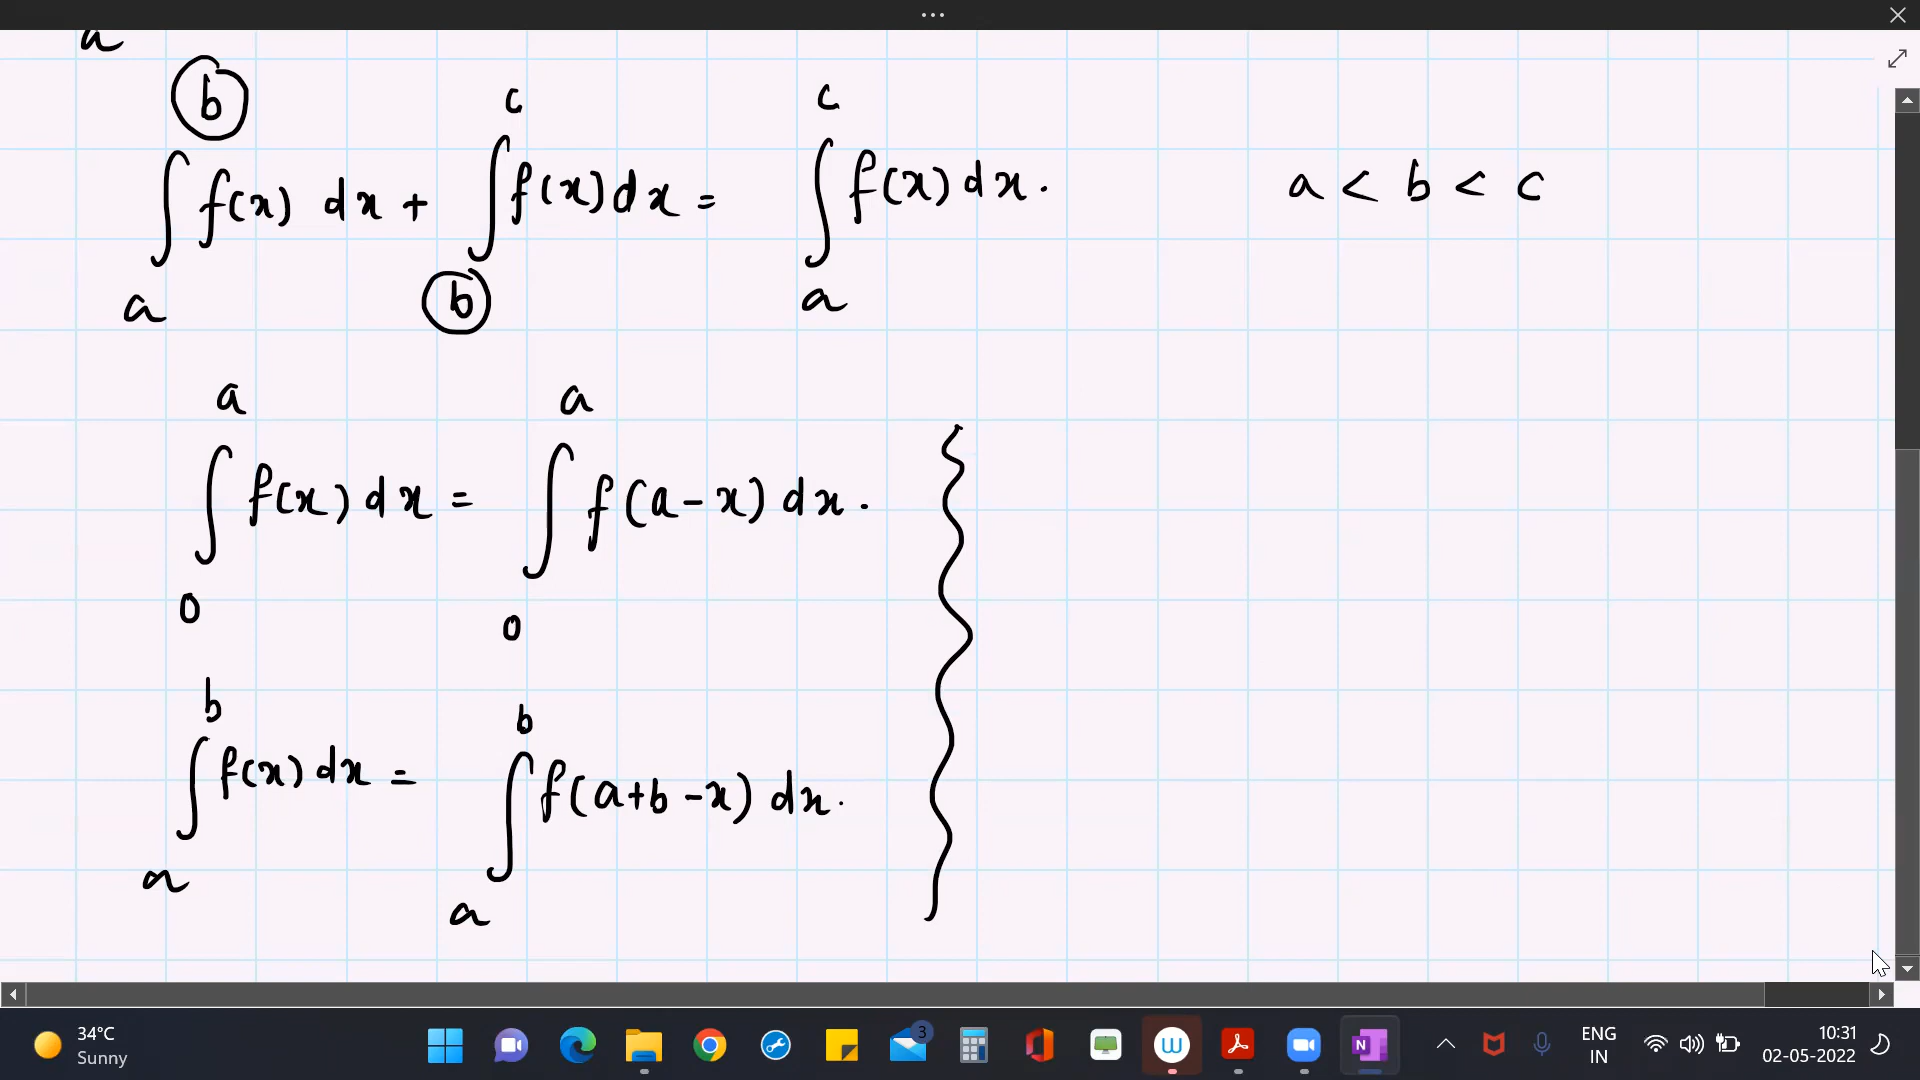 a
∫_a^b f(x) dx + ∫_b^c f(x) dx = ∫_a^c f(x) dx. a < b < c
∫_0^a f(x) dx = ∫_0^a f(a-x) dx.
∫_a^b f(x) dx = ∫_a^b f(a+b-x) dx.
34°C
Sunny
3
W
N
ENG
IN
10:31
02-05-2022